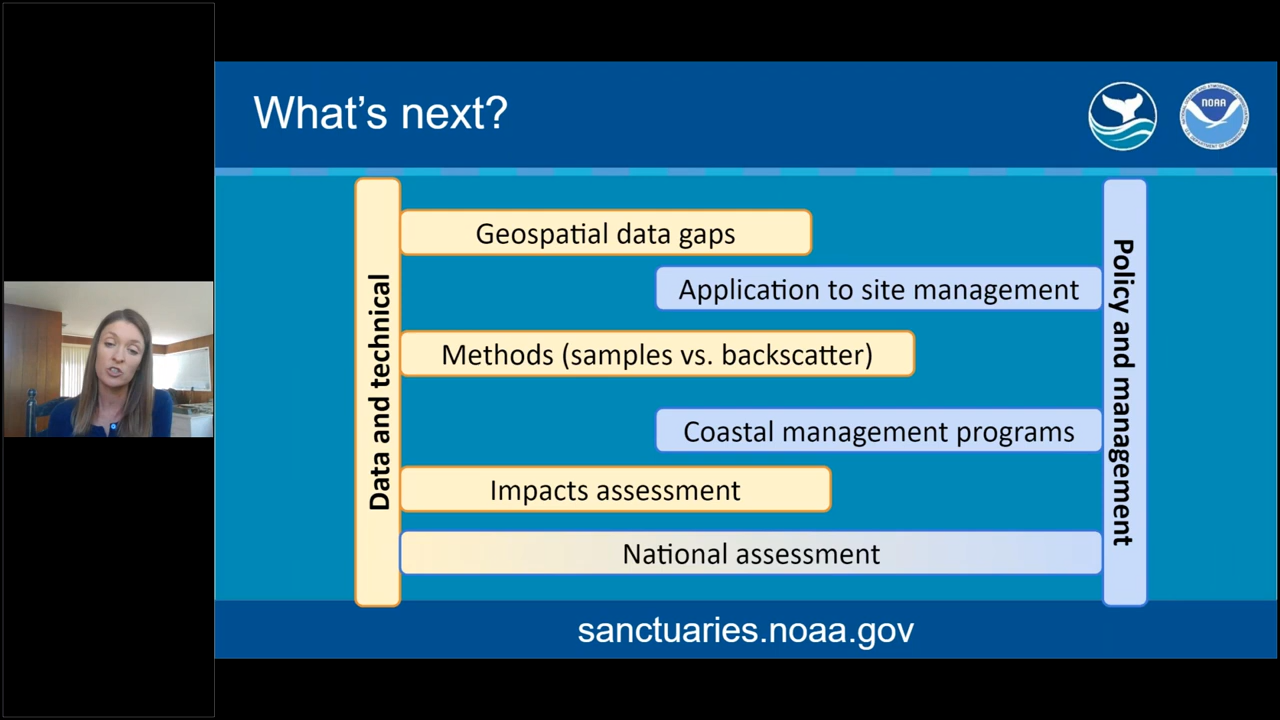 What's next?
NOAA
Data and technical
Geospatial data gaps
Application to site management
Methods (samples vs. backscatter)
Coastal management programs
Impacts assessment
National assessment
Policy and management
sanctuaries.noaa.gov